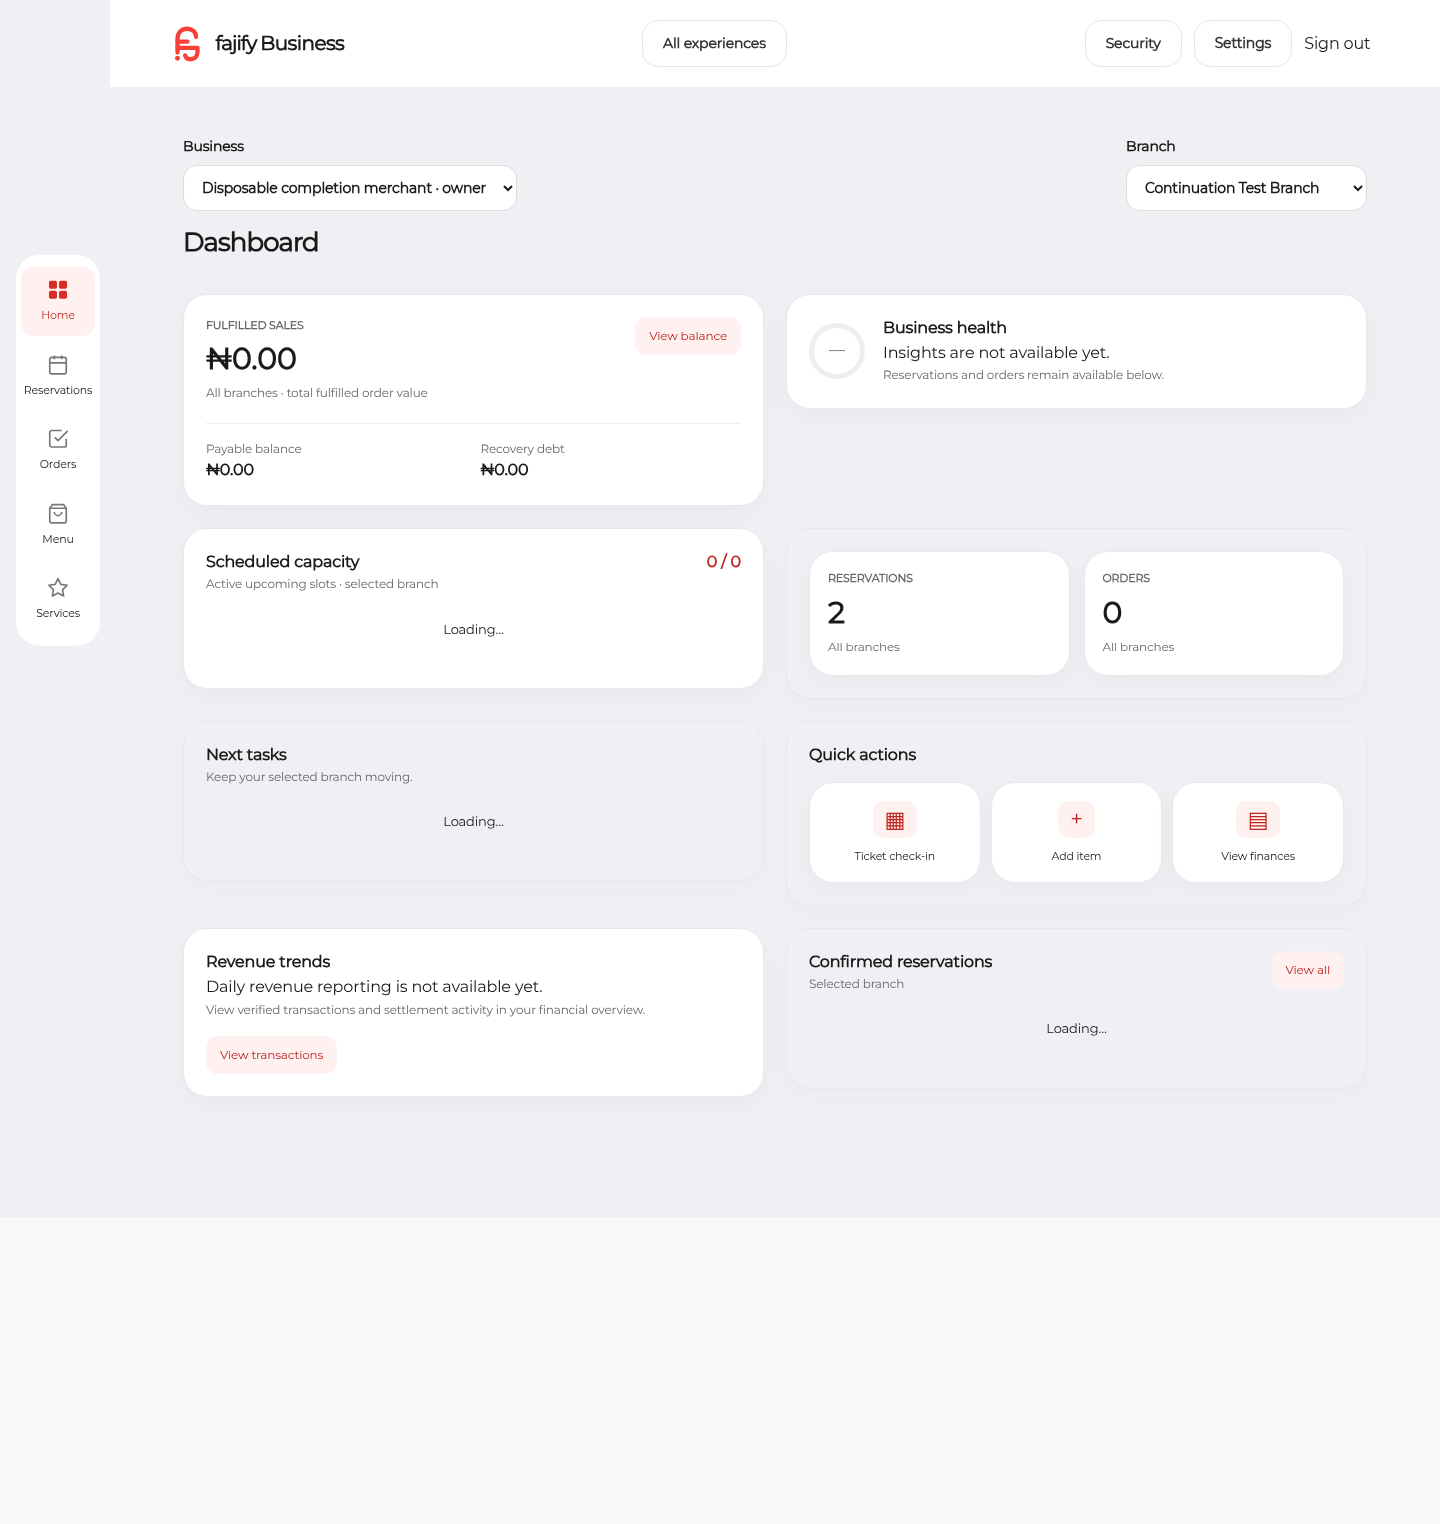 fajify Business
All experiences
Security
Settings
Sign out
Business
Disposable completion merchant · owner
Branch
Continuation Test Branch
Dashboard
Home
Reservations
Orders
Menu
Services
FULFILLED SALES
₦0.00
All branches · total fulfilled order value
View balance
Payable balance
₦0.00
Recovery debt
₦0.00
Business health
Insights are not available yet.
Reservations and orders remain available below.
Scheduled capacity
0 / 0
Active upcoming slots · selected branch
Loading...
RESERVATIONS
2
All branches
ORDERS
0
All branches
Next tasks
Keep your selected branch moving.
Loading...
Quick actions
Ticket check-in
+
Add item
View finances
Revenue trends
Daily revenue reporting is not available yet.
View verified transactions and settlement activity in your financial overview.
View transactions
Confirmed reservations
Selected branch
View all
Loading...